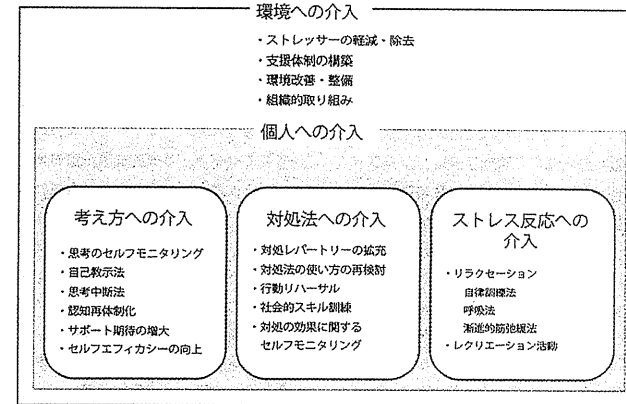 環境への介入
・ストレッサーの軽減・除去
・支援体制の構築
・環境改善・整備
・組織的取り組み
個人への介入
考え方への介入
・思考のセルフモニタリング
・自己教示法
・思考中断法
・認知再体制化
・サポート期待の増大
・セルフエフィカシーの向上
対処法への介入
・対処レパートリーの拡充
・対処法の使い方の再検討
・行動リハーサル
・社会的スキル訓練
・対処の効果に関する
セルフモニタリング
ストレス反応への
介入
・リラクセーション
自律訓練法
呼吸法
漸進的筋弛緩法
・レクリエーション活動